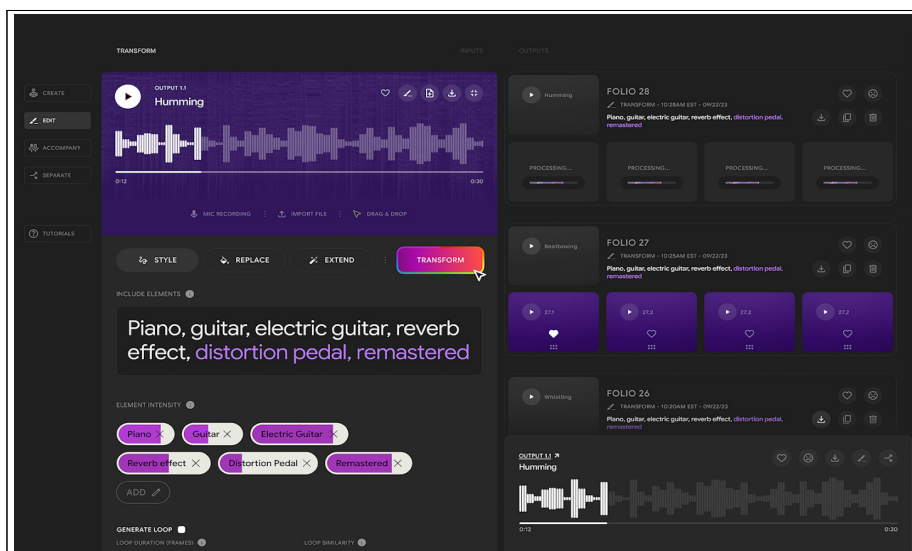 TRANSFORM
INPUTS
OUTPUTS
CREATE
EDIT
ACCOMPANY
SEPARATE
TUTORIALS
OUTPUT 1.1
Humming
0:12
0:30
MIC RECORDING
IMPORT FILE
DRAG & DROP
STYLE
REPLACE
EXTEND
TRANSFORM
INCLUDE ELEMENTS
Piano, guitar, electric guitar, reverb
effect, distortion pedal, remastered
ELEMENT INTENSITY
Piano
Guitar
Electric Guitar
Reverb effect
Distortion Pedal
Remastered
ADD
GENERATE LOOP
LOOP DURATION (FRAMES)
LOOP SIMILARITY
Humming
FOLIO 28
TRANSFORM - 10:28AM EST - 09/22/23
Piano, guitar, electric guitar, reverb effect, distortion pedal,
remastered
PROCESSING...
PROCESSING...
PROCESSING...
PROCESSING...
Beatboxing
FOLIO 27
TRANSFORM - 10:25AM EST - 09/22/23
Piano, guitar, electric guitar, reverb effect, distortion pedal,
remastered
27.1
27.2
27.3
27.2
Whistling
FOLIO 26
TRANSFORM - 10:20AM EST - 09/22/23
Piano, guitar, electric guitar, reverb effect, distortion pedal,
remastered
OUTPUT 1.1
Humming
0:12
0:30